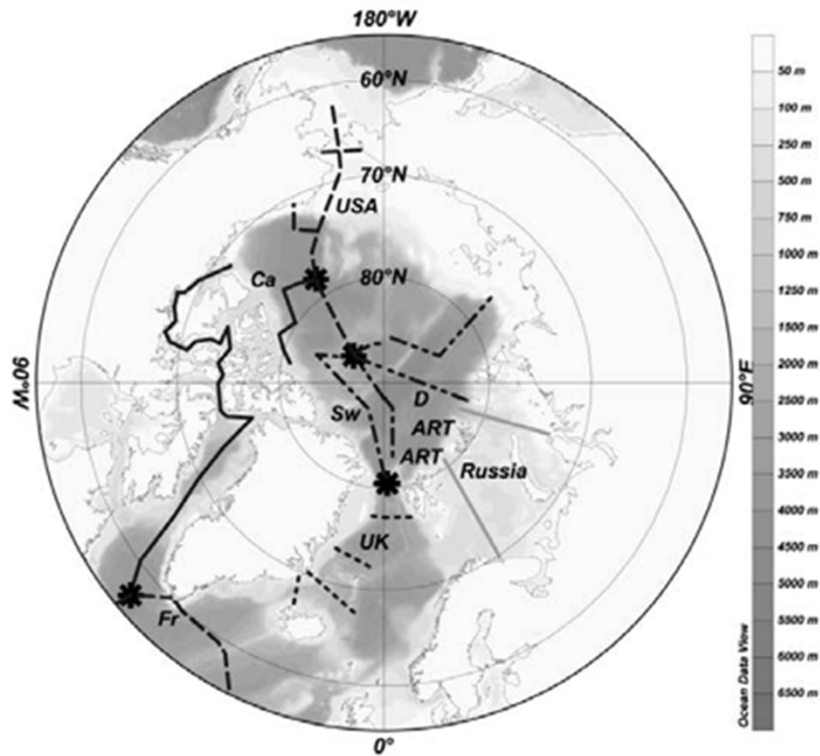 180°W
60°N
70°N
USA
Ca
80°N
90°W
90°E
D
Sw
ART
ART
Russia
UK
Fr
0°
50 m
100 m
250 m
500 m
750 m
1000 m
1250 m
1500 m
2000 m
2500 m
3000 m
3500 m
4000 m
4500 m
5000 m
5500 m
6000 m
6500 m
Ocean Data View